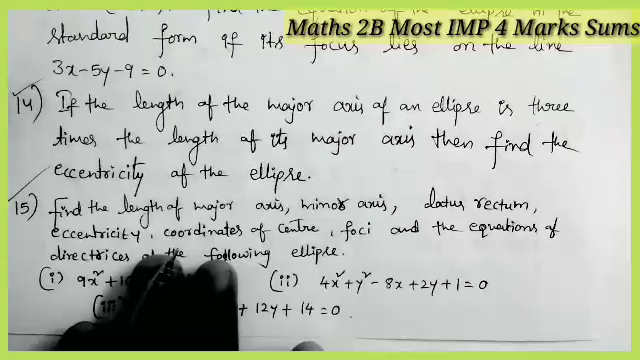 Maths 2B Most IMP 4 Marks Sums
standard form if its focus lies on the line
3x-5y-9=0.
14) If the length of the major axis of an ellipse is three
times the length of its major axis then find the
eccentricity of the ellipse.
15) find the length of major axis, minor axis, latus rectum,
eccentricity, coordinates of centre, foci and the equations of
directrices of the following ellipse.
(i) 9x²+1 (ii) 4x²+y²-8x+2y+1=0
(iii) +12y+14=0.